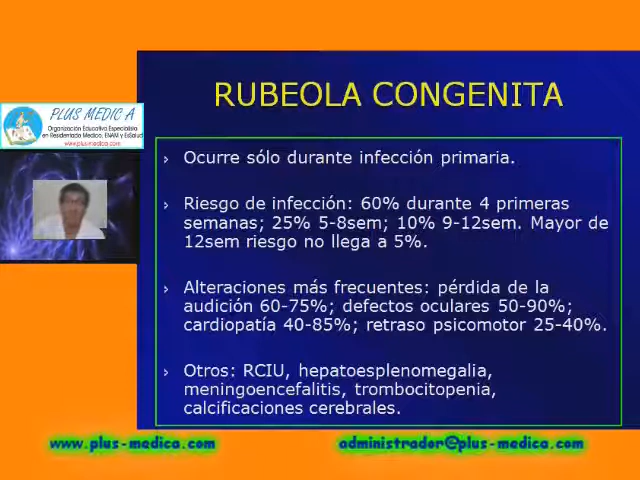 RUBEOLA CONGENITA
PLUS MEDIC A
Organización Educativa Especialista
en Residentado Medico, ENAM y EsSalud
www.plusmedica.com
› Ocurre sólo durante infección primaria.
› Riesgo de infección: 60% durante 4 primeras
semanas; 25% 5-8sem; 10% 9-12sem. Mayor de
12sem riesgo no llega a 5%.
› Alteraciones más frecuentes: pérdida de la
audición 60-75%; defectos oculares 50-90%;
cardiopatía 40-85%; retraso psicomotor 25-40%.
› Otros: RCIU, hepatoesplenomegalia,
meningoencefalitis, trombocitopenia,
calcificaciones cerebrales.
www.plus-medica.com
administrador@plus-medica.com